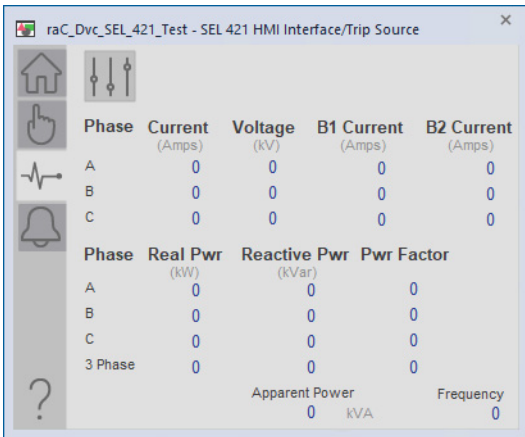 raC_Dvc_SEL_421_Test - SEL 421 HMI Interface/Trip Source
Phase Current Voltage B1 Current B2 Current
(Amps) (kV) (Amps) (Amps)
A 0 0 0 0
B 0 0 0 0
C 0 0 0 0
Phase Real Pwr Reactive Pwr Pwr Factor
(kW) (kVar)
A 0 0 0
B 0 0 0
C 0 0 0
3 Phase 0 0 0
Apparent Power Frequency
0 kVA 0
?